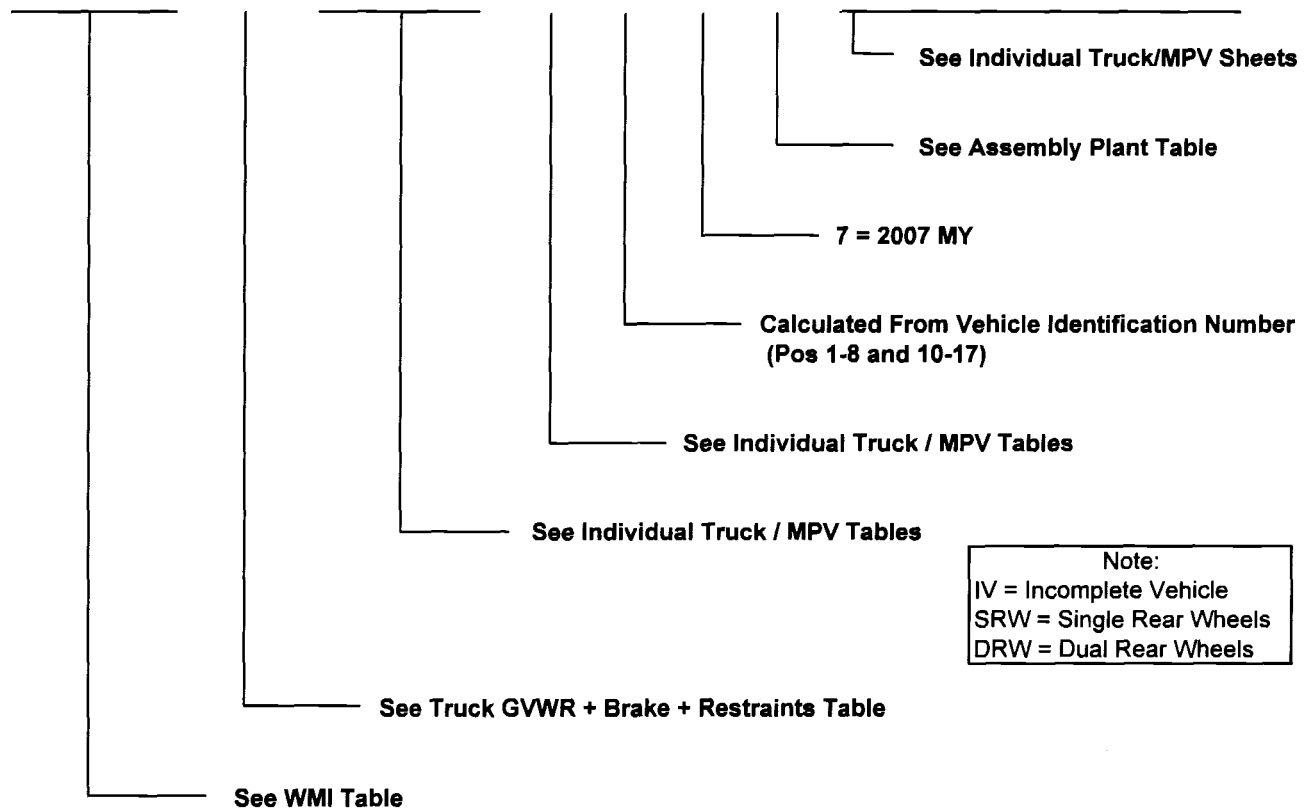 See Individual Truck/MPV Sheets
See Assembly Plant Table
7 = 2007 MY
Calculated From Vehicle Identification Number
(Pos 1-8 and 10-17)
See Individual Truck / MPV Tables
See Individual Truck / MPV Tables
Note:
IV = Incomplete Vehicle
SRW = Single Rear Wheels
DRW = Dual Rear Wheels
See Truck GVWR + Brake + Restraints Table
See WMI Table